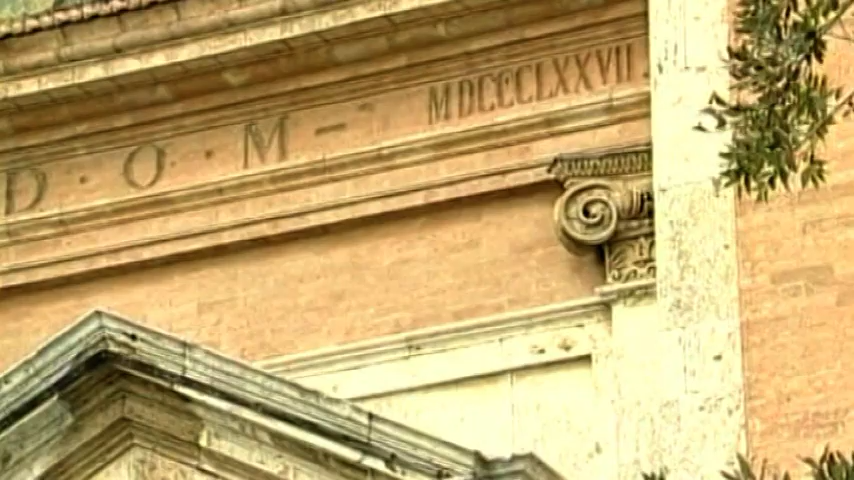 D · O · M – MDCCCLXXVII